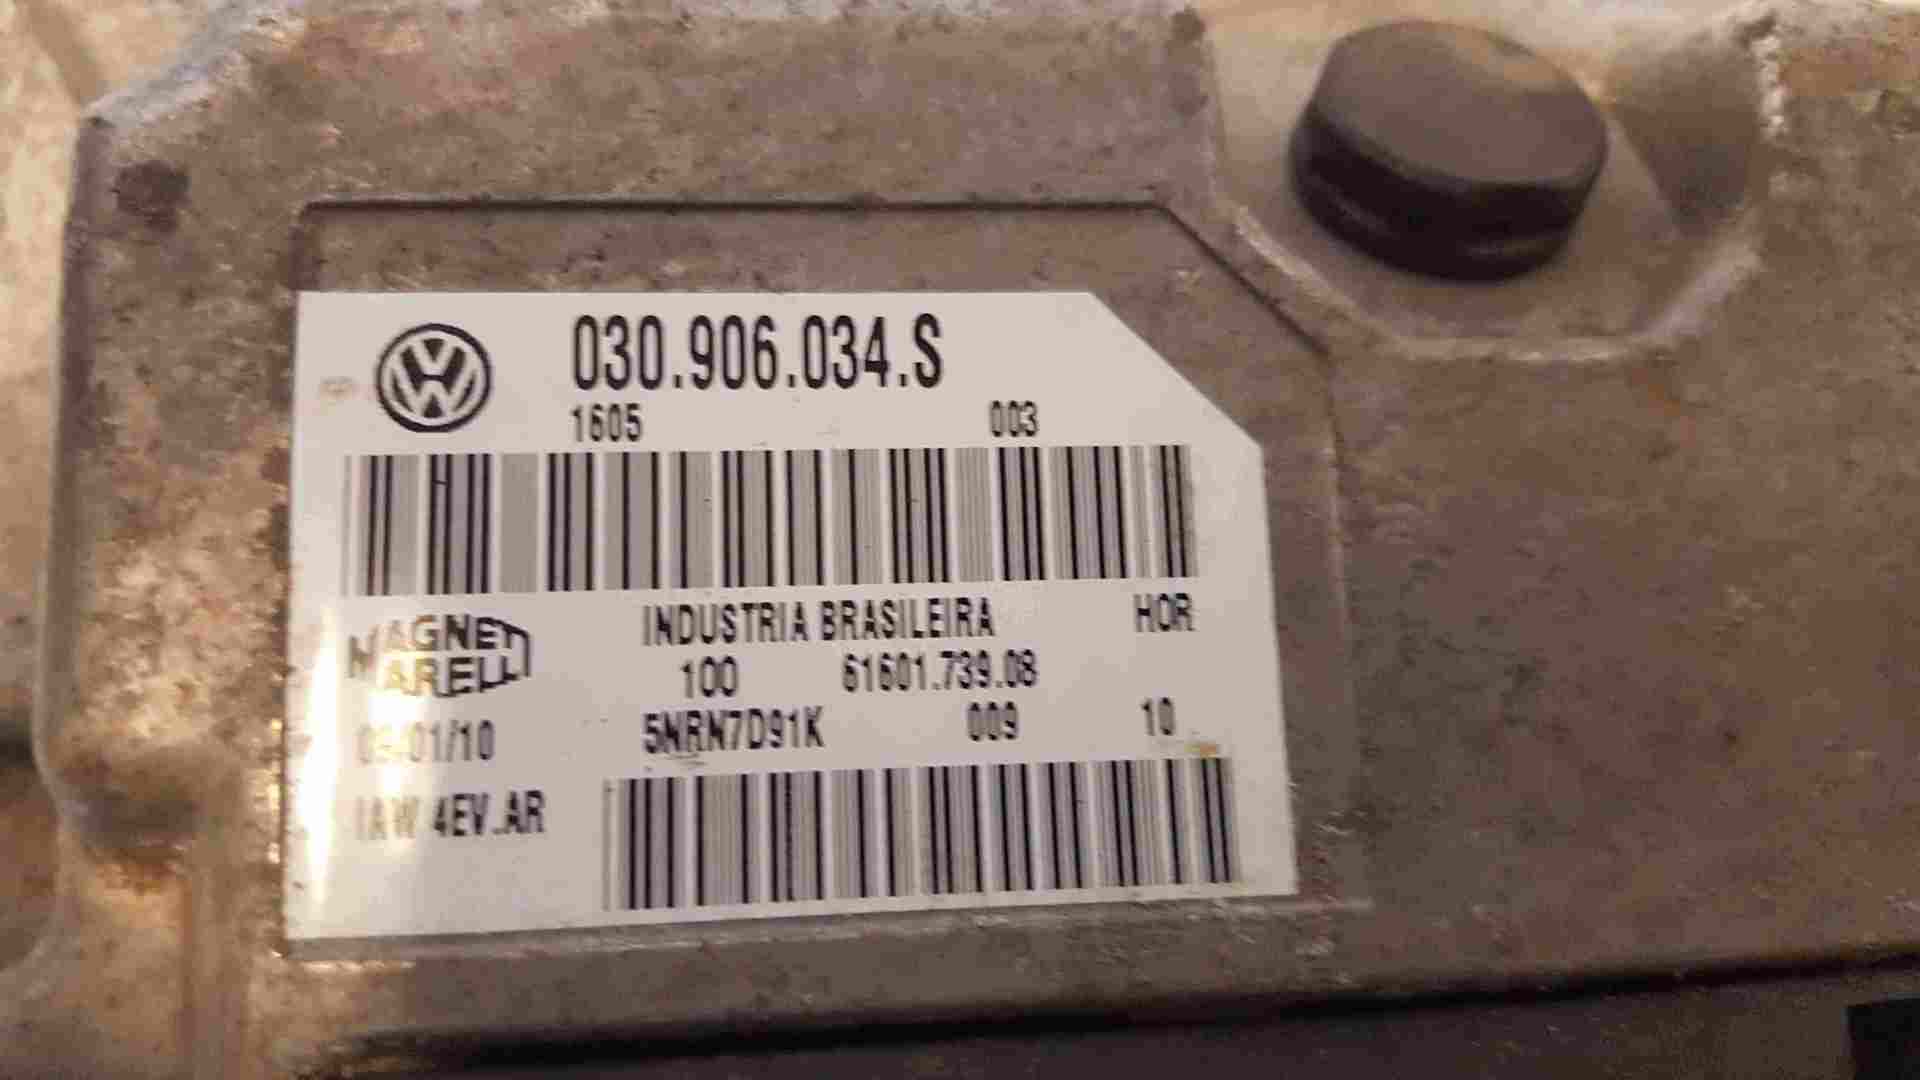 030.906.034.S
1605 003
MAGNETI MARELLI
INDUSTRIA BRASILEIRA HOR
100 61601.739.08
5NRN7D91K 009 10
IAW 4EV.AR